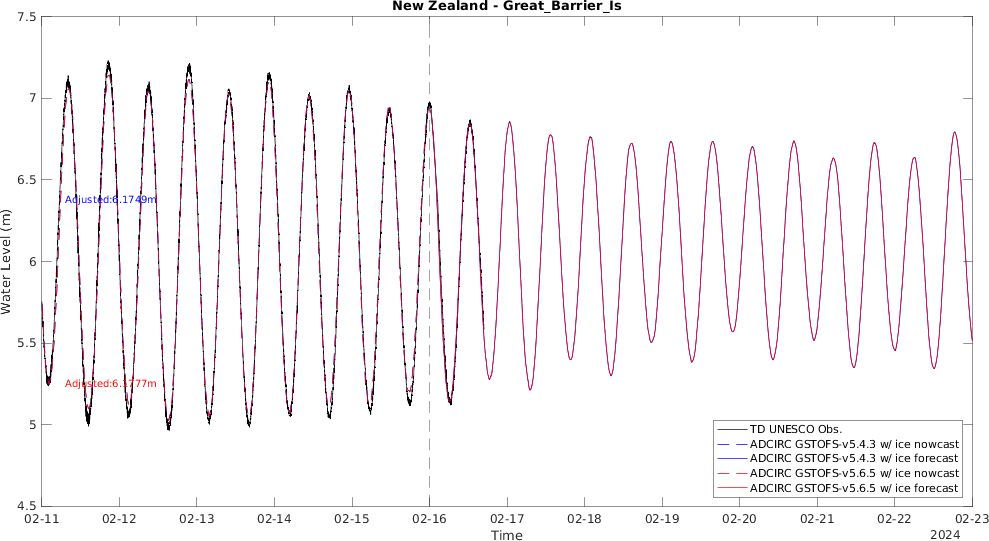 New Zealand - Great_Barrier_Is
7.5
7
6.5
6
5.5
5
4.5
Water Level (m)
Adjusted:6.1749m
Adjusted:6.1777m
TD UNESCO Obs.
ADCIRC GSTOFS-v5.4.3 w/ ice nowcast
ADCIRC GSTOFS-v5.4.3 w/ ice forecast
ADCIRC GSTOFS-v5.6.5 w/ ice nowcast
ADCIRC GSTOFS-v5.6.5 w/ ice forecast
02-11 02-12 02-13 02-14 02-15 02-16 02-17 02-18 02-19 02-20 02-21 02-22 02-23
Time
2024